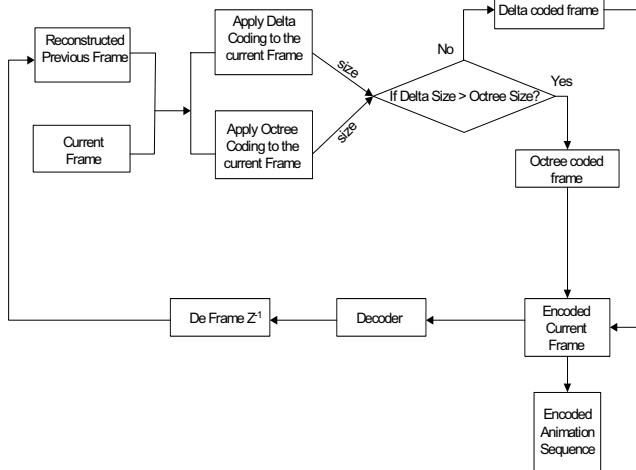 Delta coded frame
Apply Delta
Coding to the
current Frame
Reconstructed
Previous Frame
No
size
If Delta Size > Octree Size?
Yes
Current
Frame
Apply Octree
Coding to the
current Frame
size
Octree coded
frame
De Frame Z-1
Decoder
Encoded
Current
Frame
Encoded
Animation
Sequence